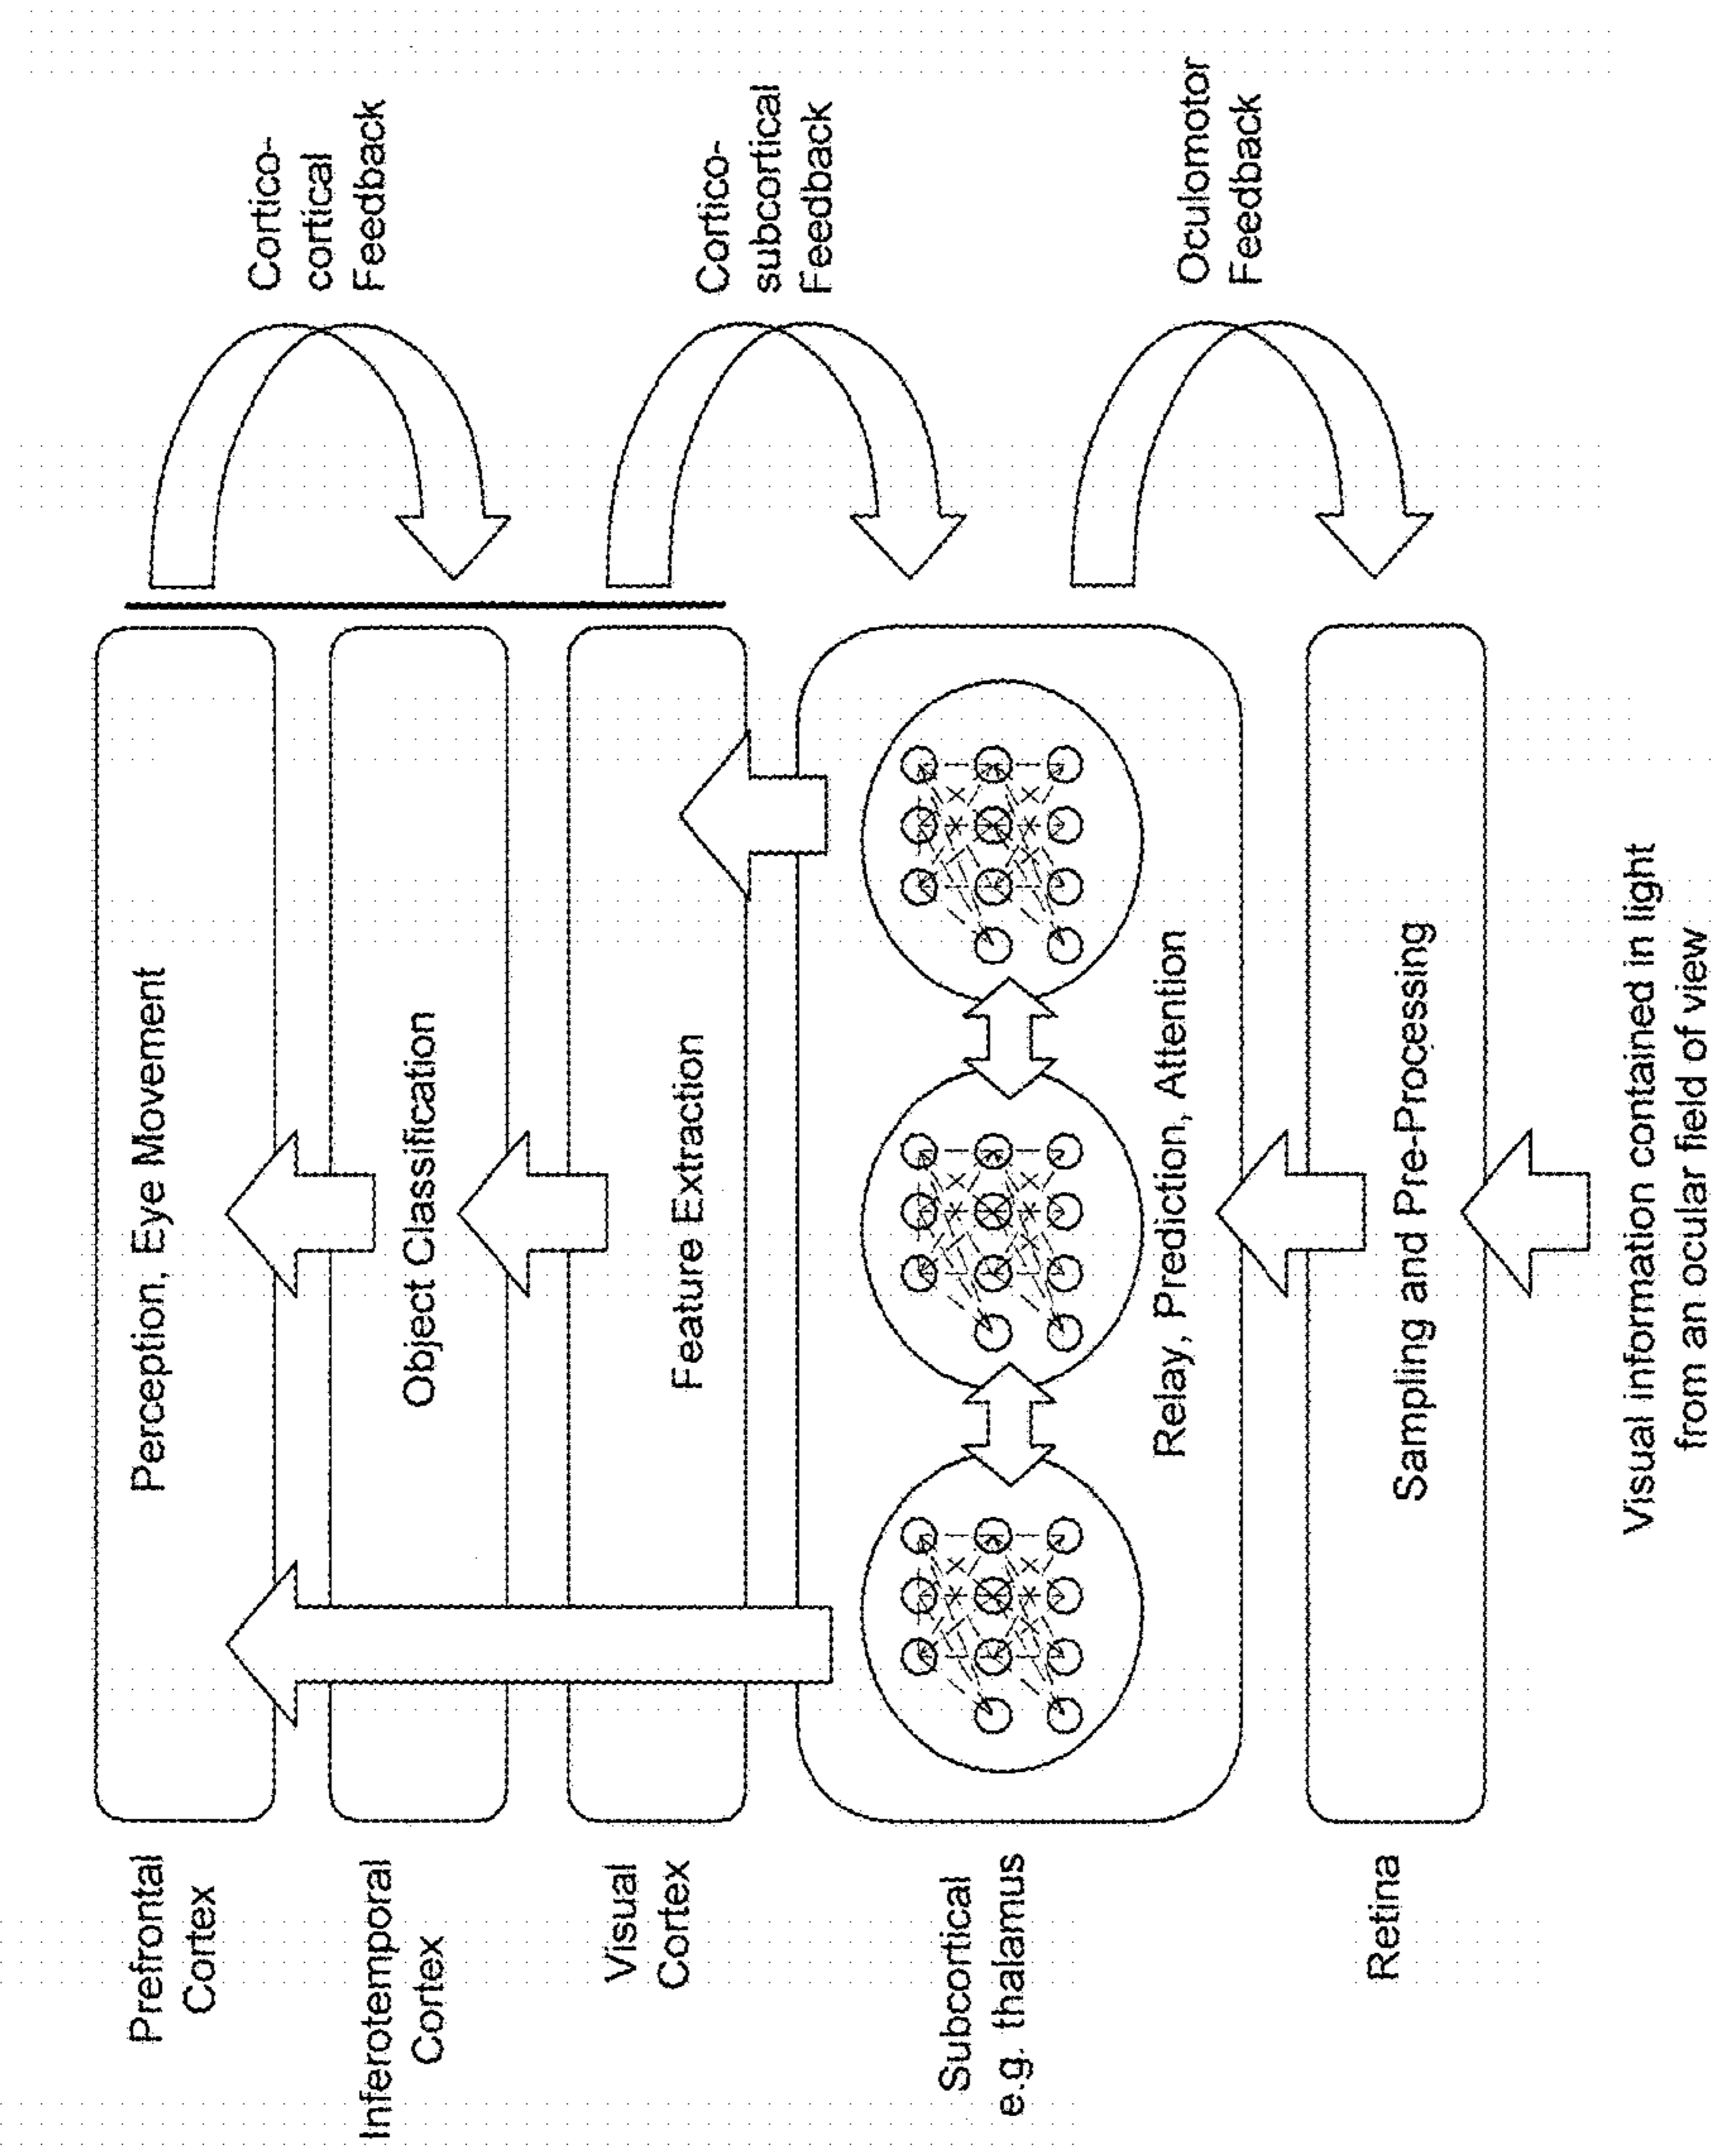 Prefrontal
Cortex
Perception, Eye Movement
Cortico-
cortical
Feedback
Inferotemporal
Cortex
Object Classification
Visual
Cortex
Feature Extraction
Cortico-
subcortical
Feedback
Subcortical
e.g. thalamus
Relay, Prediction, Attention
Oculomotor
Feedback
Retina
Sampling and Pre-Processing
Visual information contained in light
from an ocular field of view